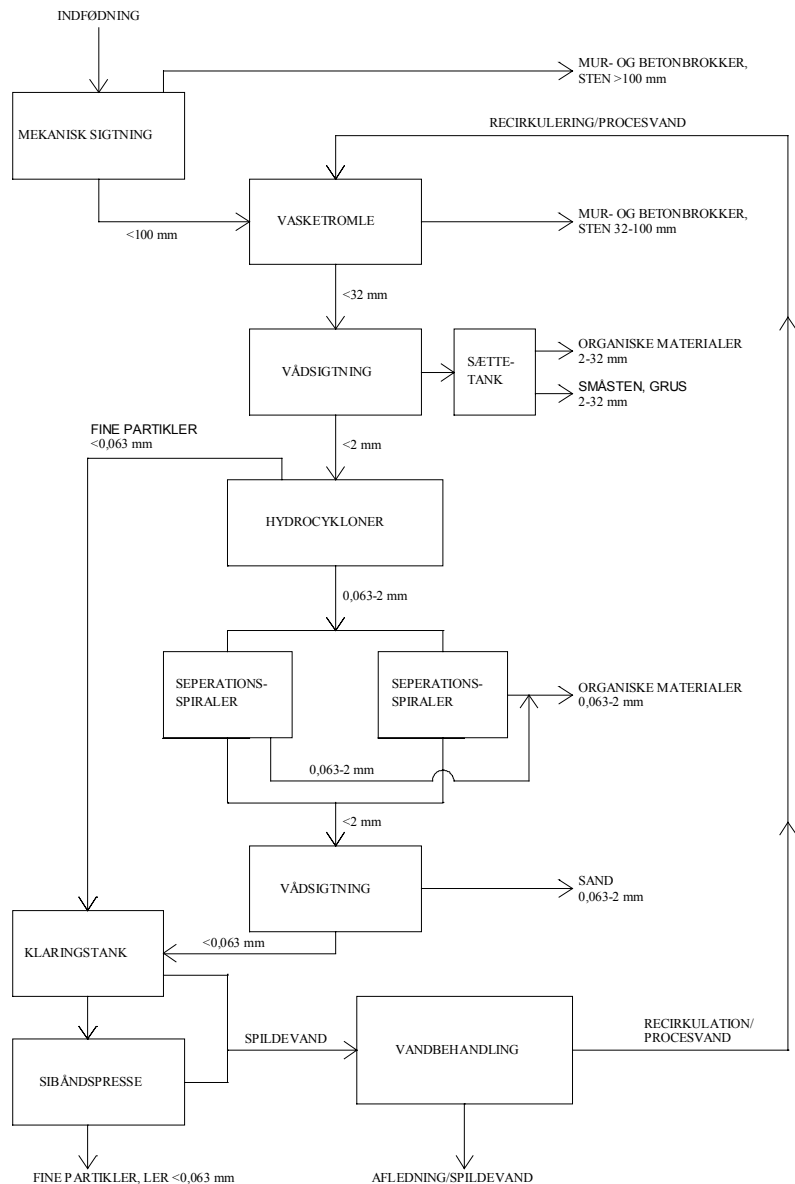 INDFØDNING
MUR- OG BETONBROKKER,
STEN >100 mm
MEKANISK SIGTNING
RECIRKULERING/PROCESVAND
<100 mm
VASKETROMLE
MUR- OG BETONBROKKER,
STEN 32-100 mm
<32 mm
VÅDSIGTNING
SÆTTE-
TANK
ORGANISKE MATERIALER
2-32 mm
SMÅSTEN, GRUS
2-32 mm
FINE PARTIKLER
<0,063 mm
<2 mm
HYDROCYKLONER
0,063-2 mm
SEPERATIONS-
SPIRALER
SEPERATIONS-
SPIRALER
ORGANISKE MATERIALER
0,063-2 mm
0,063-2 mm
<2 mm
VÅDSIGTNING
SAND
0,063-2 mm
<0,063 mm
KLARINGSTANK
SPILDEVAND
VANDBEHANDLING
RECIRKULATION/
PROCESVAND
SIBÅNDSPRESSE
FINE PARTIKLER, LER <0,063 mm
AFLEDNING/SPILDEVAND